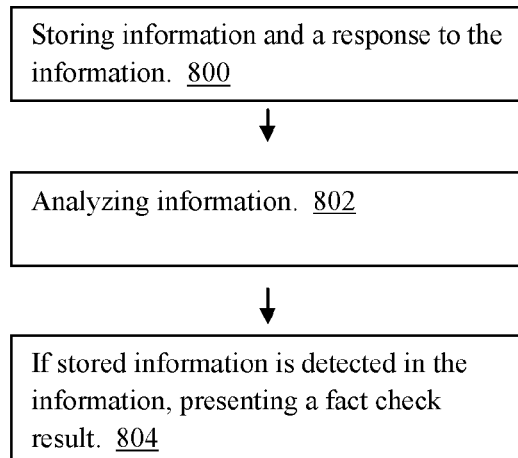 Storing information and a response to the
information. 800
Analyzing information. 802
If stored information is detected in the
information, presenting a fact check
result. 804